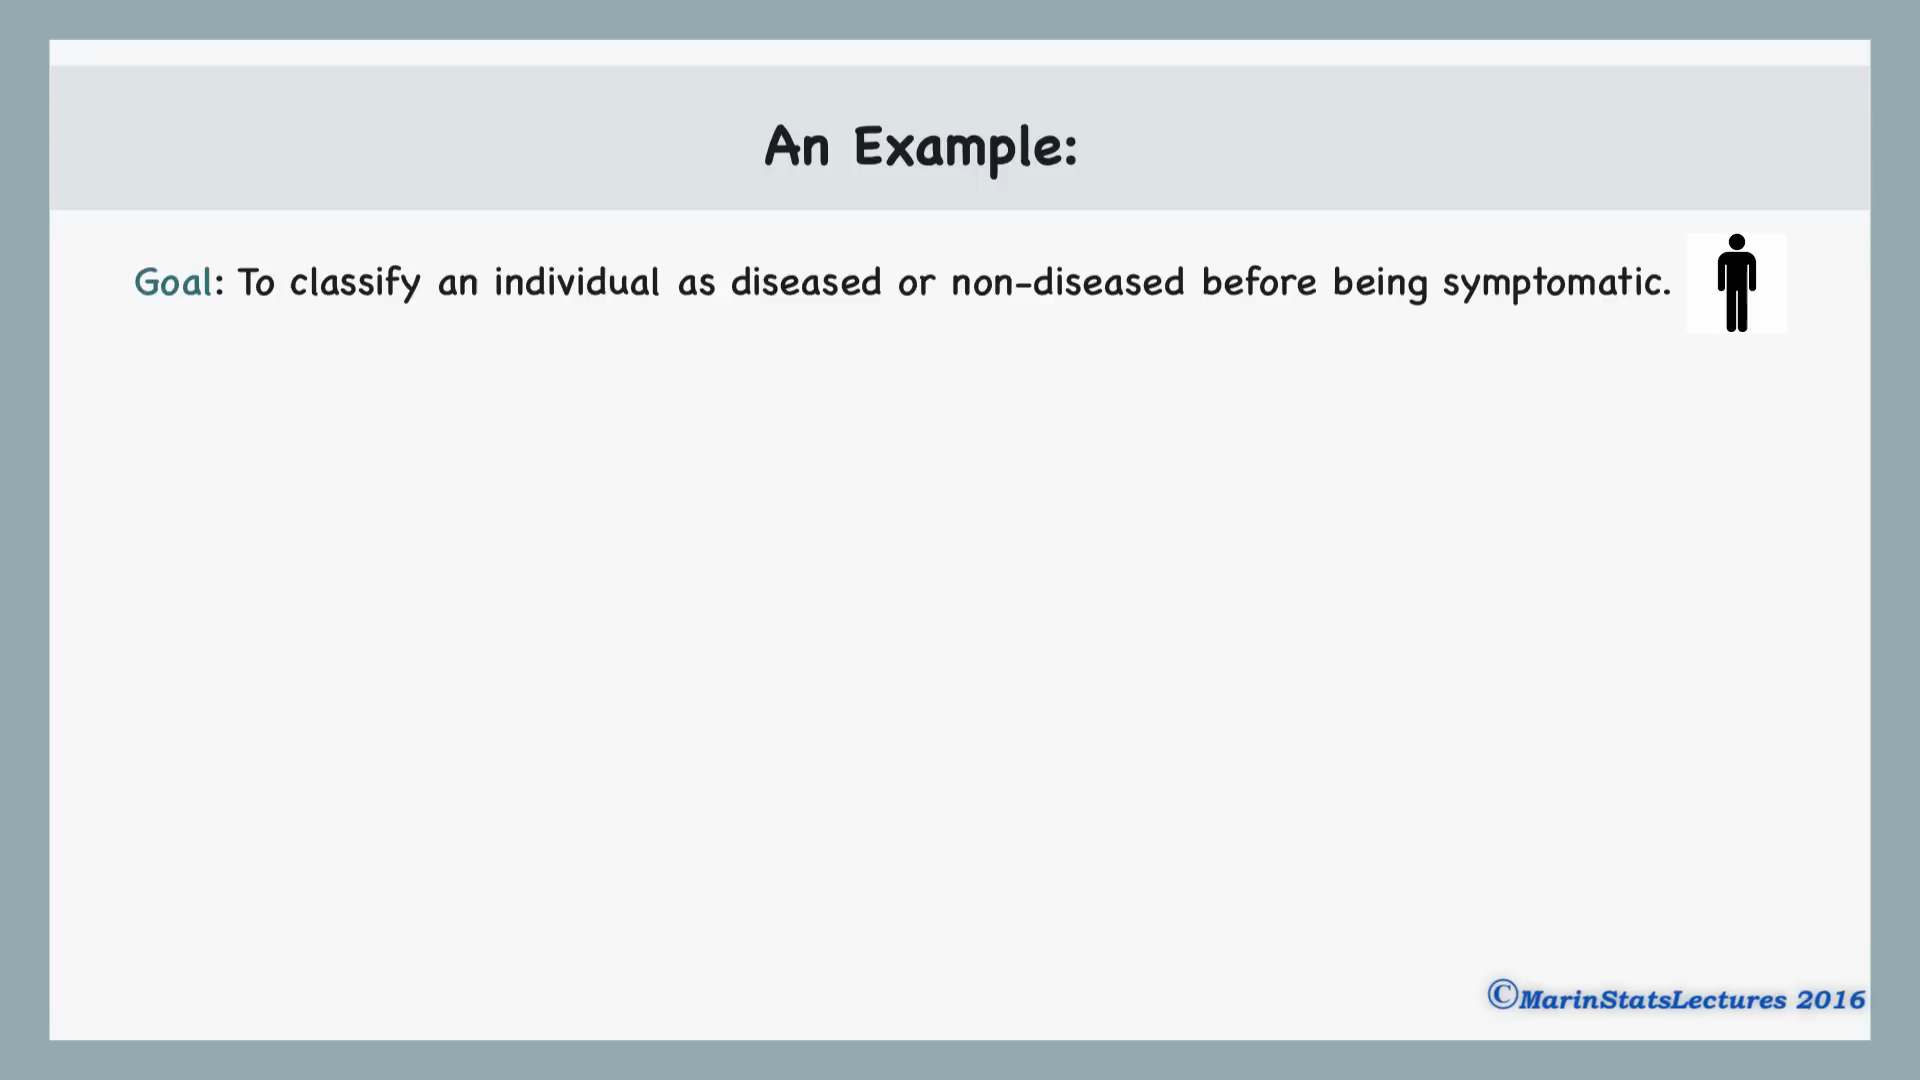 An Example:
Goal: To classify an individual as diseased or non-diseased before being symptomatic.
©MarinStatsLectures 2016